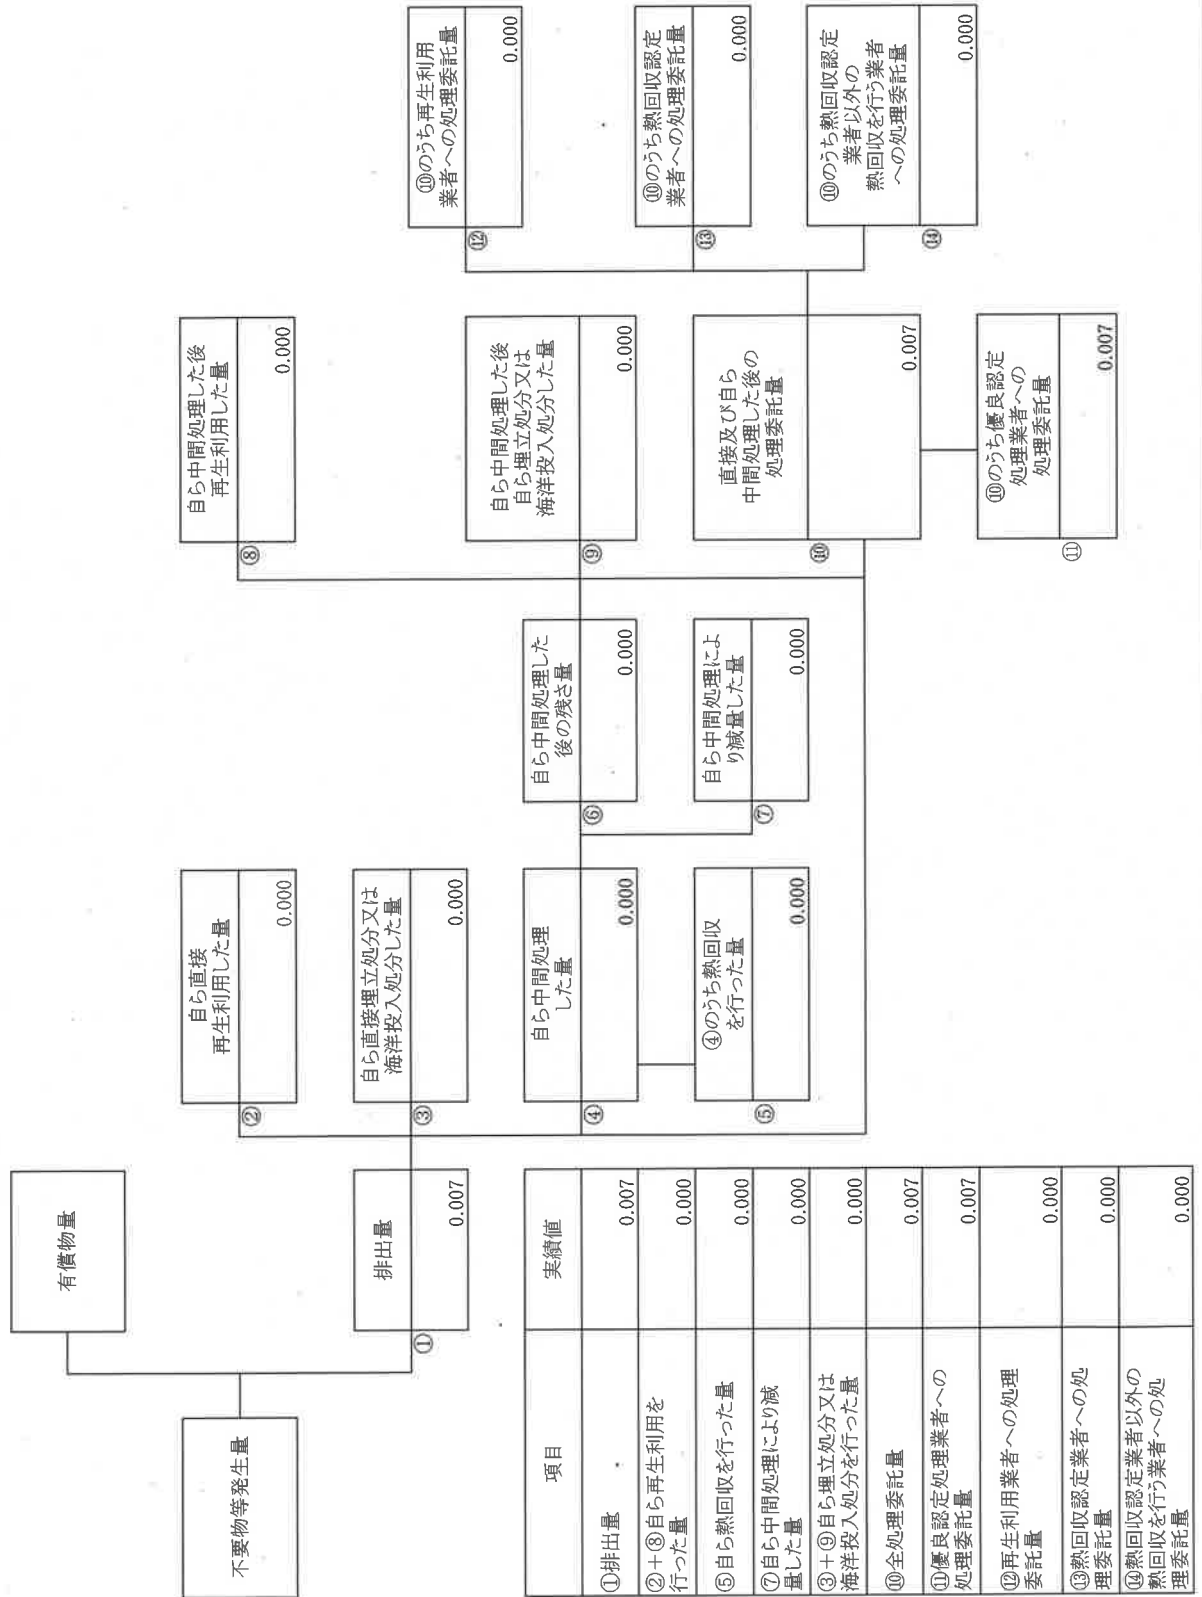 不要物等発生量
有償物量
①
排出量
0.007
②
自ら直接
再生利用した量
0.000
③
自ら直接埋立処分又は
海洋投入処分した量
0.000
④
自ら中間処理
した量
0.000
⑤
④のうち熱回収
を行った量
0.000
⑥
自ら中間処理した
後の残さ量
0.000
⑦
自ら中間処理によ
り減量した量
0.000
⑧
自ら中間処理した後
再生利用した量
0.000
⑨
自ら中間処理した後
自ら埋立処分又は
海洋投入処分した量
0.000
⑩
直接及び自ら
中間処理した後の
処理委託量
0.007
⑪
⑩のうち優良認定
処理業者への
処理委託量
0.007
⑫
⑩のうち再生利用
業者への処理委託量
0.000
⑬
⑩のうち熱回収認定
業者への処理委託量
0.000
⑭
⑩のうち熱回収認定
業者以外の
熱回収を行う業者
への処理委託量
0.000
項目 実績値
①排出量 0.007
②＋⑧自ら再生利用を
行った量 0.000
⑤自ら熱回収を行った量 0.000
⑦自ら中間処理により減
量した量 0.000
③＋⑨自ら埋立処分又は
海洋投入処分を行った量 0.000
⑩全処理委託量 0.007
⑪優良認定処理業者への
処理委託量 0.007
⑫再生利用業者への処理
委託量 0.000
⑬熱回収認定業者への処
理委託量 0.000
⑭熱回収認定業者以外の
熱回収を行う業者への処
理委託量 0.000